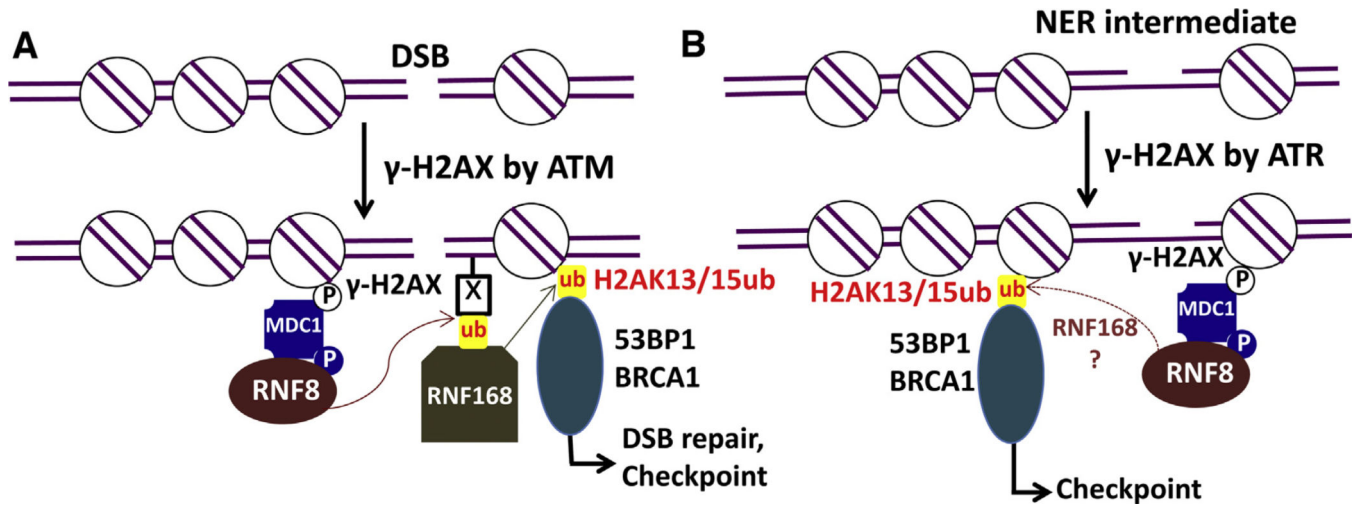 A
DSB
γ-H2AX by ATM
γ-H2AX
P
MDC1
P
RNF8
X
ub
RNF168
ub
H2AK13/15ub
53BP1
BRCA1
DSB repair,
Checkpoint
B
NER intermediate
γ-H2AX by ATR
γ-H2AX
P
MDC1
P
RNF8
H2AK13/15ub
ub
RNF168
?
53BP1
BRCA1
Checkpoint